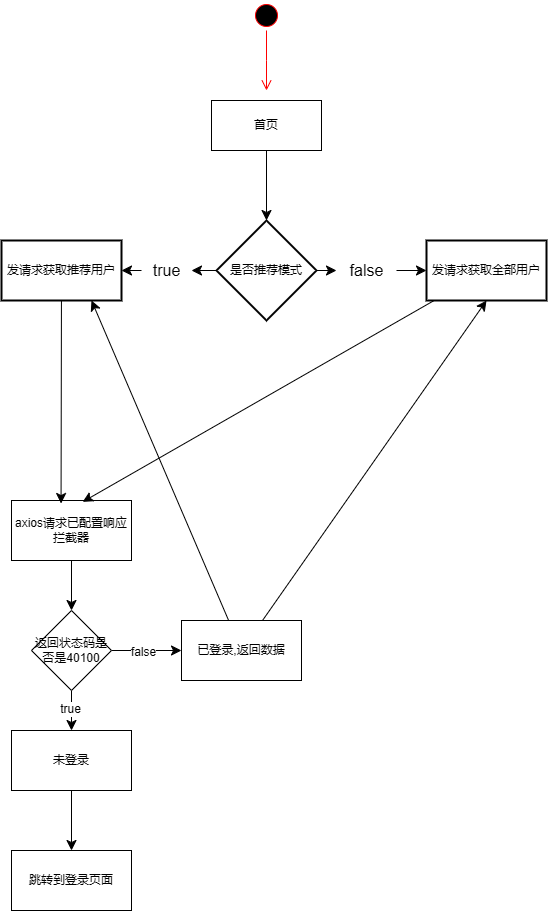 首页
发请求获取推荐用户
true
是否推荐模式
false
发请求获取全部用户
axios请求已配置响应
拦截器
返回状态码是
否是40100
false
已登录,返回数据
true
未登录
跳转到登录页面